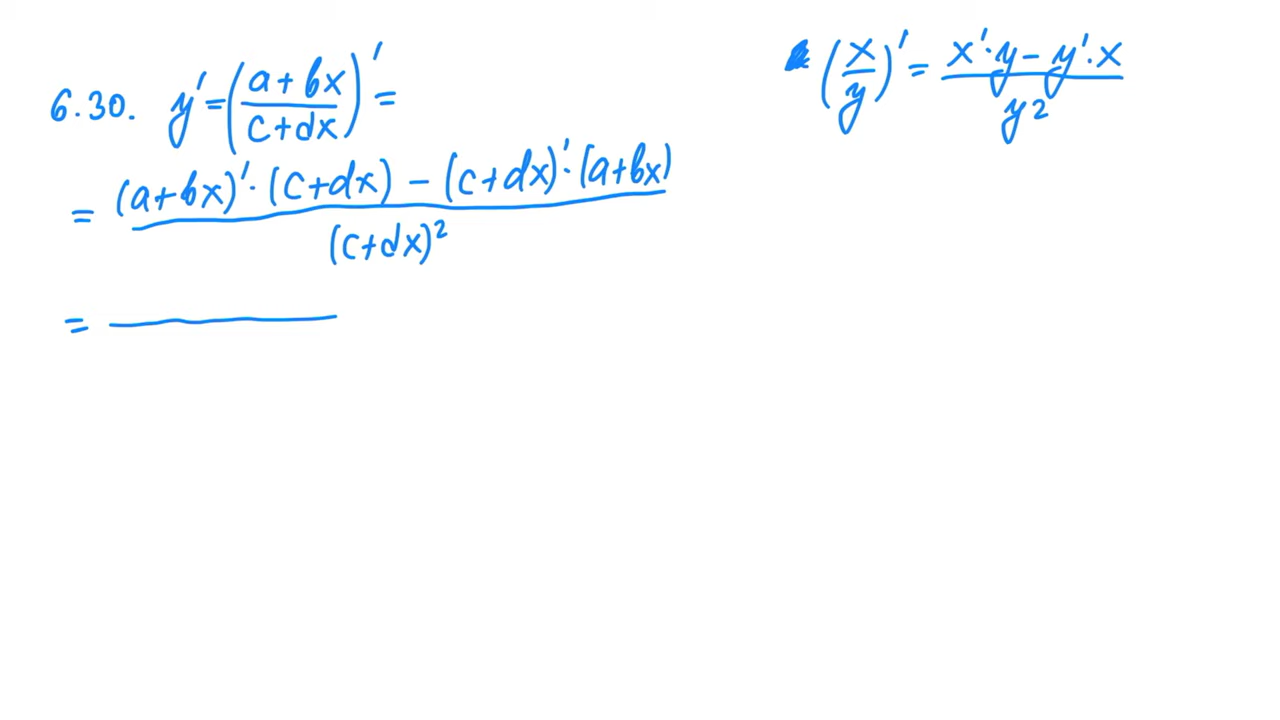 6.30. y' = ((a + bx)/(c + dx))' =
= ((a+bx)' · (c+dx) − (c+dx)' · (a+bx))/(c+dx)²
=
(x/y)' = (x'·y − y'·x)/y²